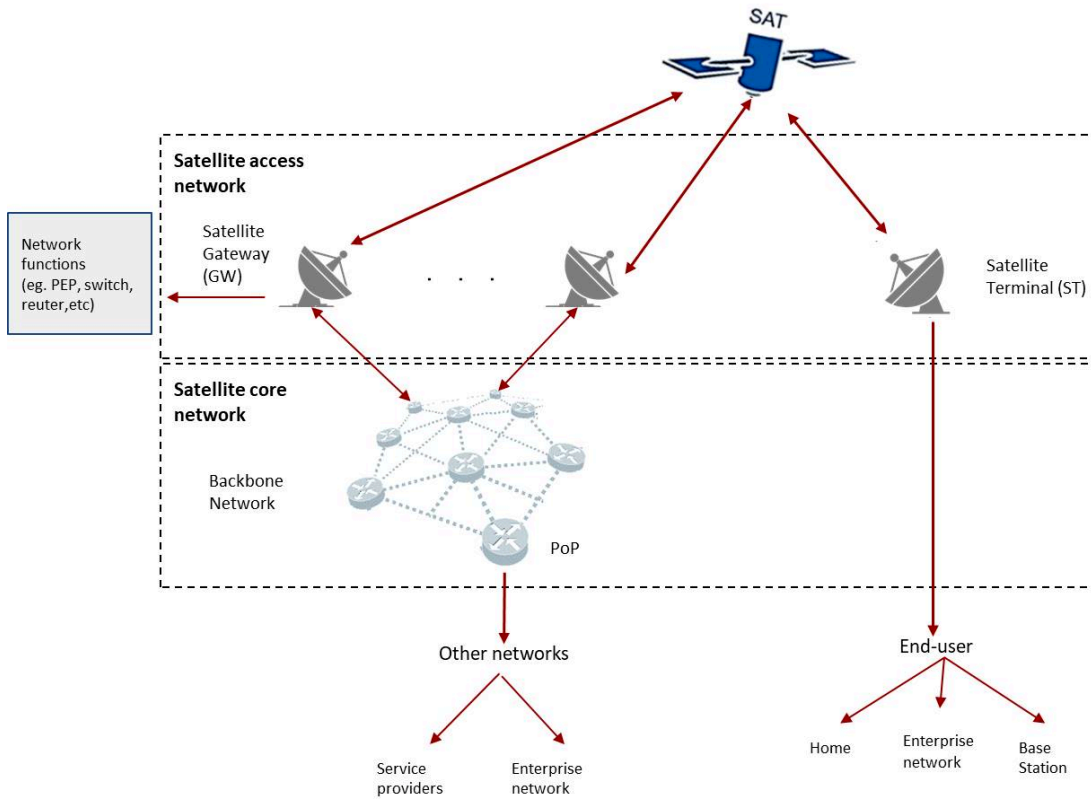 SAT
Satellite access
network
Satellite
Gateway
(GW)
. . .
Satellite
Terminal (ST)
Network
functions
(eg. PEP, switch,
reuter,etc)
Satellite core
network
Backbone
Network
PoP
Other networks
End-user
Service
providers
Enterprise
network
Home
Enterprise
network
Base
Station